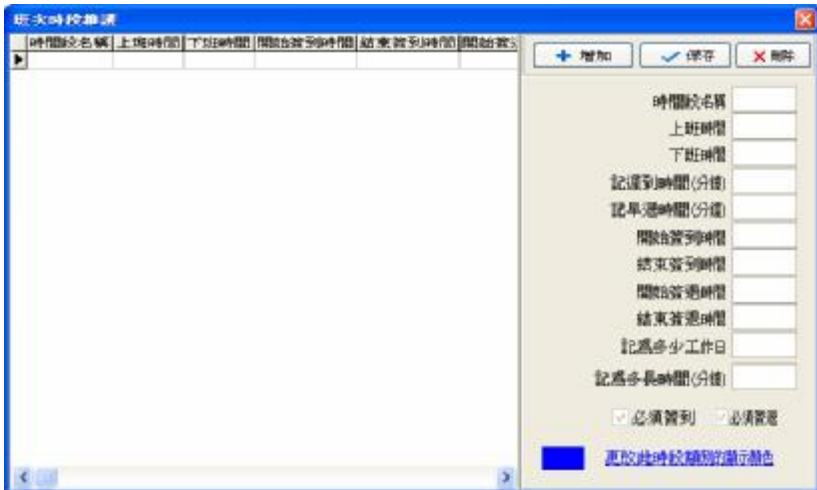 班次時段維護
時間段名稱 上班時間 下班時間 開始簽到時間 結束簽到時間 開始簽
增加 保存 刪除
時間段名稱
上班時間
下班時間
記遲到時間(分鐘)
記早退時間(分鐘)
開始簽到時間
結束簽到時間
開始簽退時間
結束簽退時間
記為多少工作日
記為多長時間(分鐘)
必須簽到 必須簽退
更改此時段類別的顯示顏色